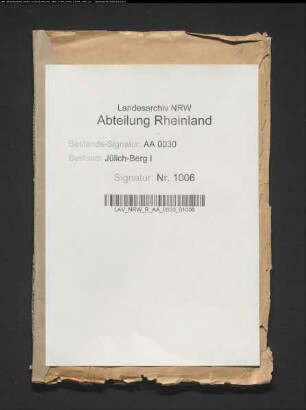 Landesarchiv NRW
Abteilung Rheinland
Bestands-Signatur: AA 0030
Bestand: Jülich-Berg I
Signatur: Nr. 1006
LAV_NRW_R_AA_0030_01006